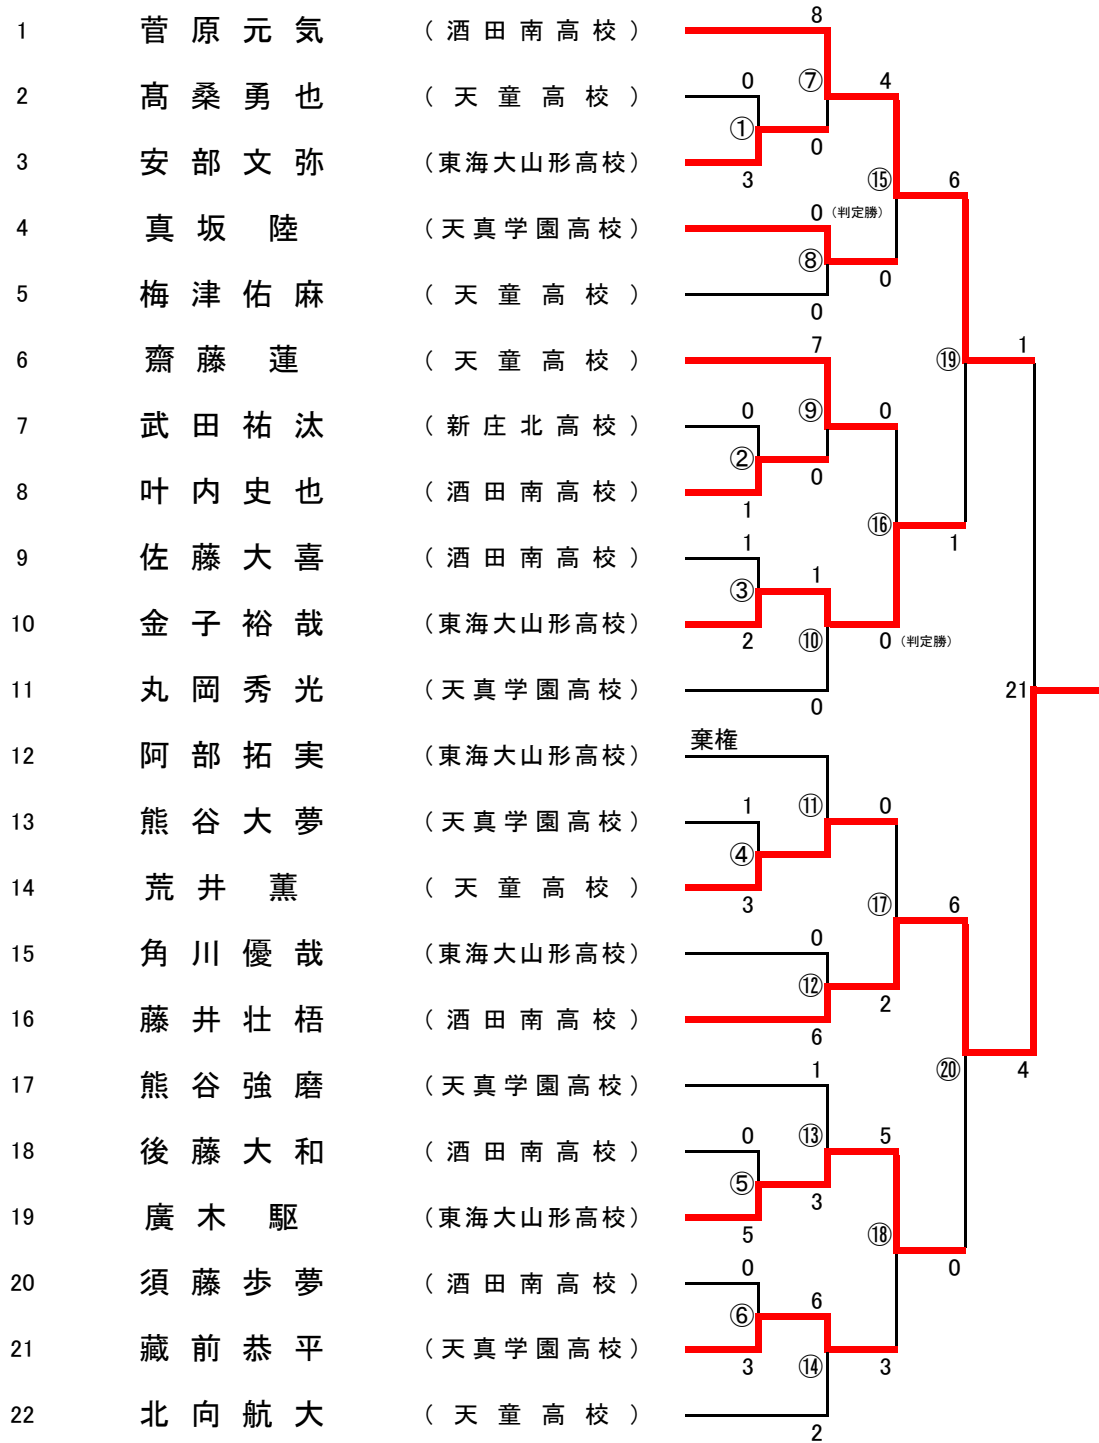 8
1 菅原元気 (酒田南高校)
0 ⑦ 4
2 髙桑勇也 (天童高校)
①
0
3 安部文弥 (東海大山形高校)
3 ⑮ 6
0 (判定勝)
4 真坂 陸 (天真学園高校)
⑧
0
5 梅津佑麻 (天童高校)
0
7 1
6 齋藤蓮 (天童高校)
⑲
0 ⑨ 0
7 武田祐汰 (新庄北高校)
②
0
8 叶内史也 (酒田南高校)
1
⑯
1 1
9 佐藤大喜 (酒田南高校)
③ 1
10 金子裕哉 (東海大山形高校)
2 ⑩ 0 (判定勝)
11 丸岡秀光 (天真学園高校)
21
0
棄権
12 阿部拓実 (東海大山形高校)
1 ⑪ 0
13 熊谷大夢 (天真学園高校)
④
14 荒井 薫 (天童高校)
3 ⑰ 6
0
15 角川優哉 (東海大山形高校)
⑫
2
16 藤井壮梧 (酒田南高校)
6
1 ⑳ 4
17 熊谷強磨 (天真学園高校)
0 ⑬ 5
18 後藤大和 (酒田南高校)
⑤
3
19 廣木 駆 (東海大山形高校)
5 ⑱
0 0
20 須藤歩夢 (酒田南高校)
⑥ 6
21 藏前恭平 (天真学園高校)
3 ⑭ 3
22 北向航大 (天童高校)
2